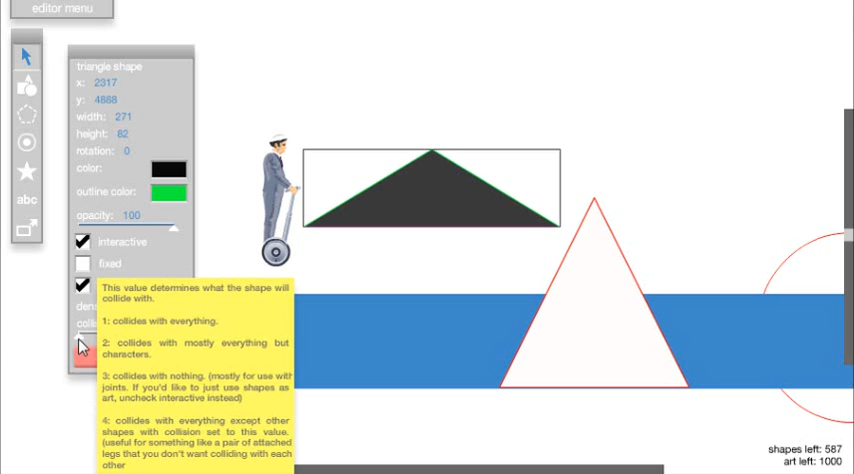 editor menu
triangle shape
x: 2317
y: 4868
width: 271
height: 82
rotation: 0
color:
outline color:
opacity: 100
interactive
fixed
dens
collis
abc
This value determines what the shape will
collide with.
1: collides with everything.
2: collides with mostly everything but
characters.
3: collides with nothing. (mostly for use with
joints. If you'd like to just use shapes as
art, uncheck interactive instead)
4: collides with everything except other
shapes with collision set to this value.
(useful for something like a pair of attached
legs that you don't want colliding with each
other
shapes left: 587
art left: 1000